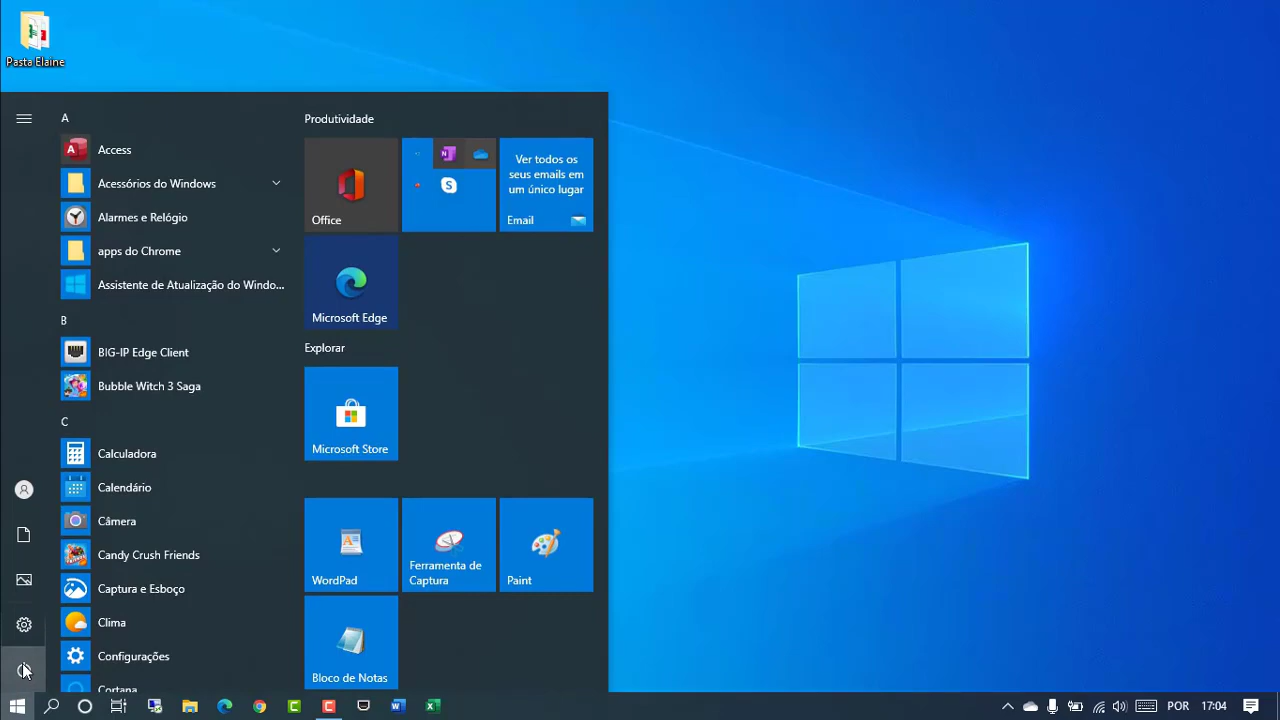 Pasta Elaine
A
Access
Acessórios do Windows
Alarmes e Relógio
apps do Chrome
Assistente de Atualização do Windo...
B
BIG-IP Edge Client
Bubble Witch 3 Saga
C
Calculadora
Calendário
Câmera
Candy Crush Friends
Captura e Esboço
Clima
Configurações
Cortana
Produtividade
Office
Ver todos os
seus emails em
um único lugar
Email
Microsoft Edge
Explorar
Microsoft Store
WordPad
Ferramenta de
Captura
Paint
Bloco de Notas
POR
17:04